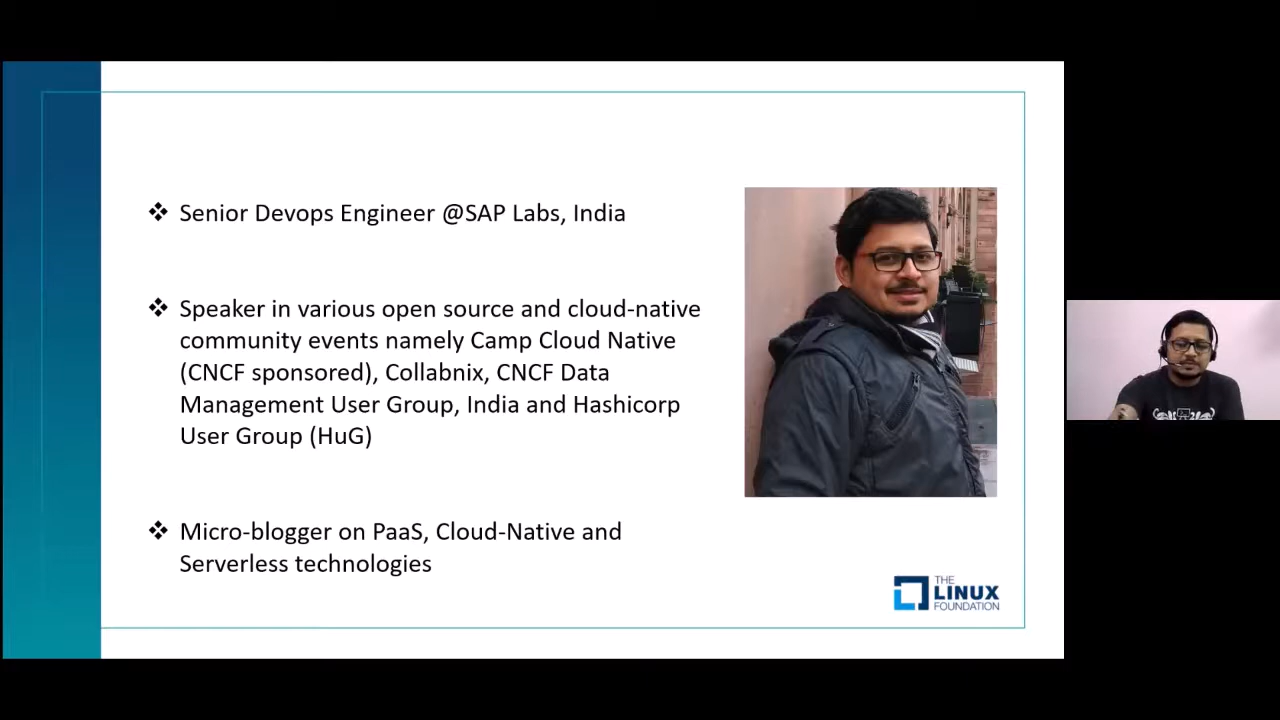 Senior Devops Engineer @SAP Labs, India
Speaker in various open source and cloud-native
community events namely Camp Cloud Native
(CNCF sponsored), Collabnix, CNCF Data
Management User Group, India and Hashicorp
User Group (HuG)
Micro-blogger on PaaS, Cloud-Native and
Serverless technologies
THE
LINUX
FOUNDATION